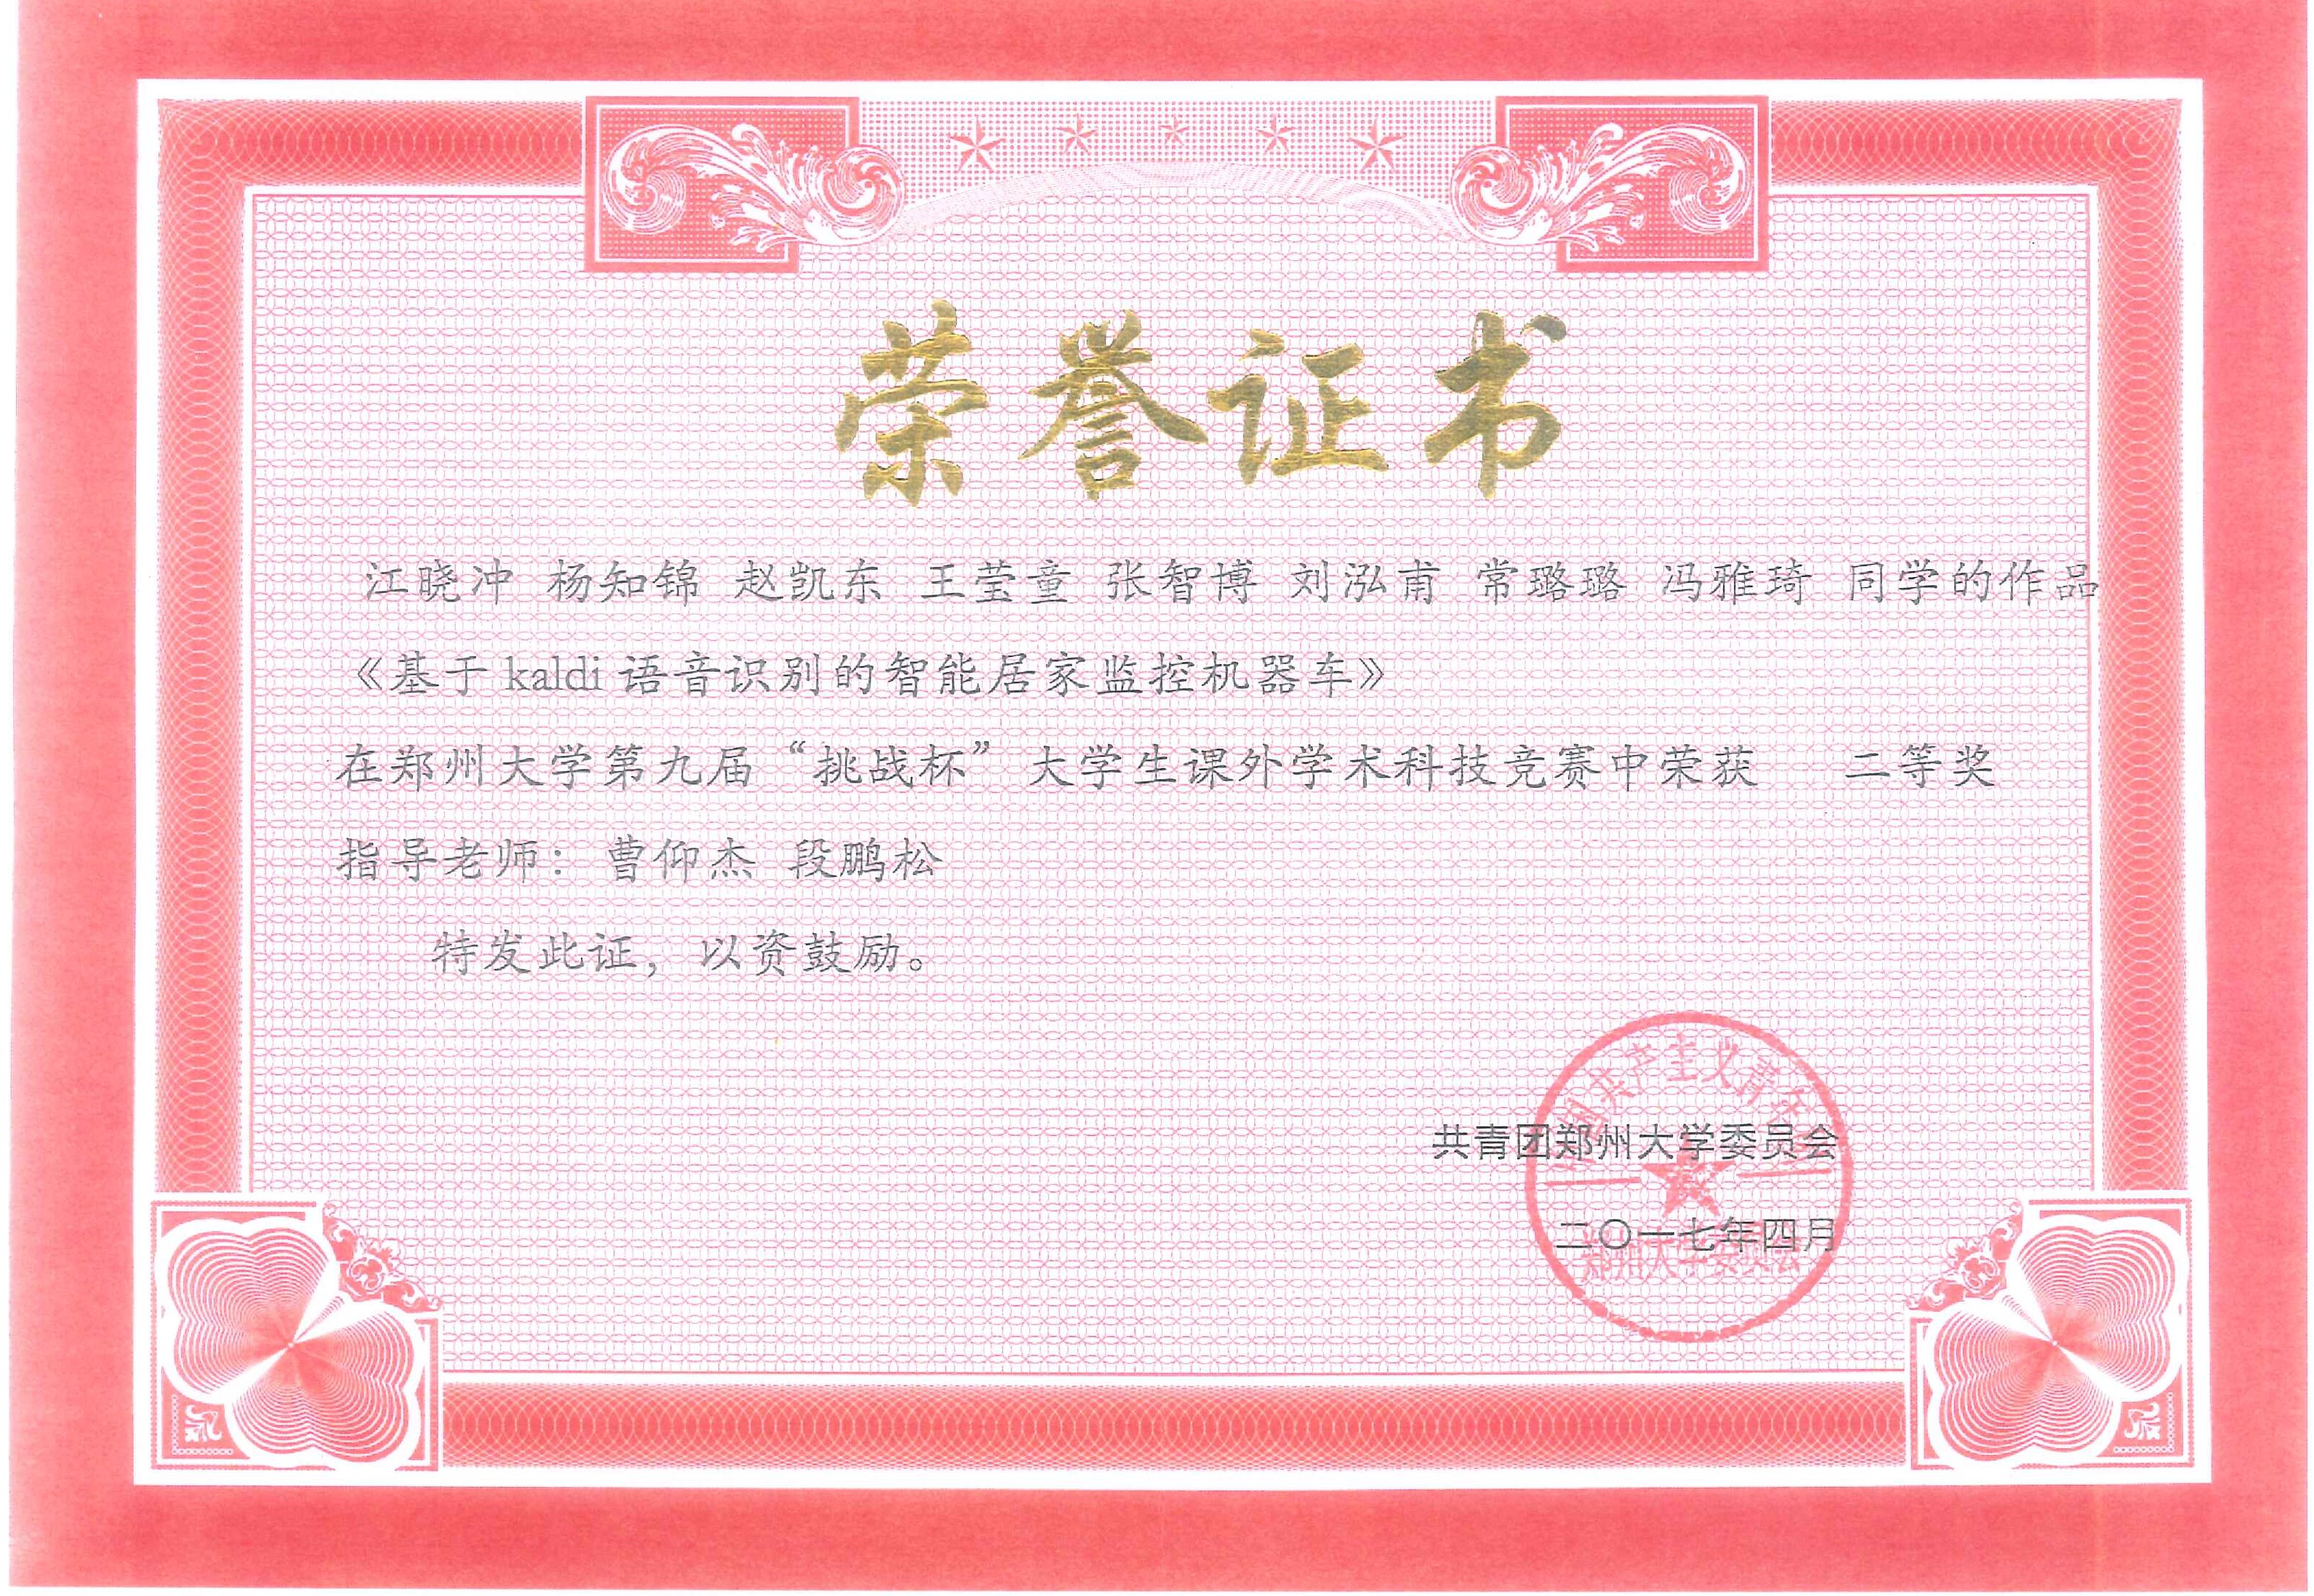 荣誉证书
江晓冲 杨知锦 赵凯东 王莹童 张智博 刘泓甫 常璐璐 冯雅琦 同学的作品
《基于 kaldi 语音识别的智能居家监控机器车》
在郑州大学第九届“挑战杯”大学生课外学术科技竞赛中荣获 二等奖
指导老师：曹仰杰 段鹏松
特发此证，以资鼓励。
中国共产主义青年团
共青团郑州大学委员会
二〇一七年四月
郑州大学委员会